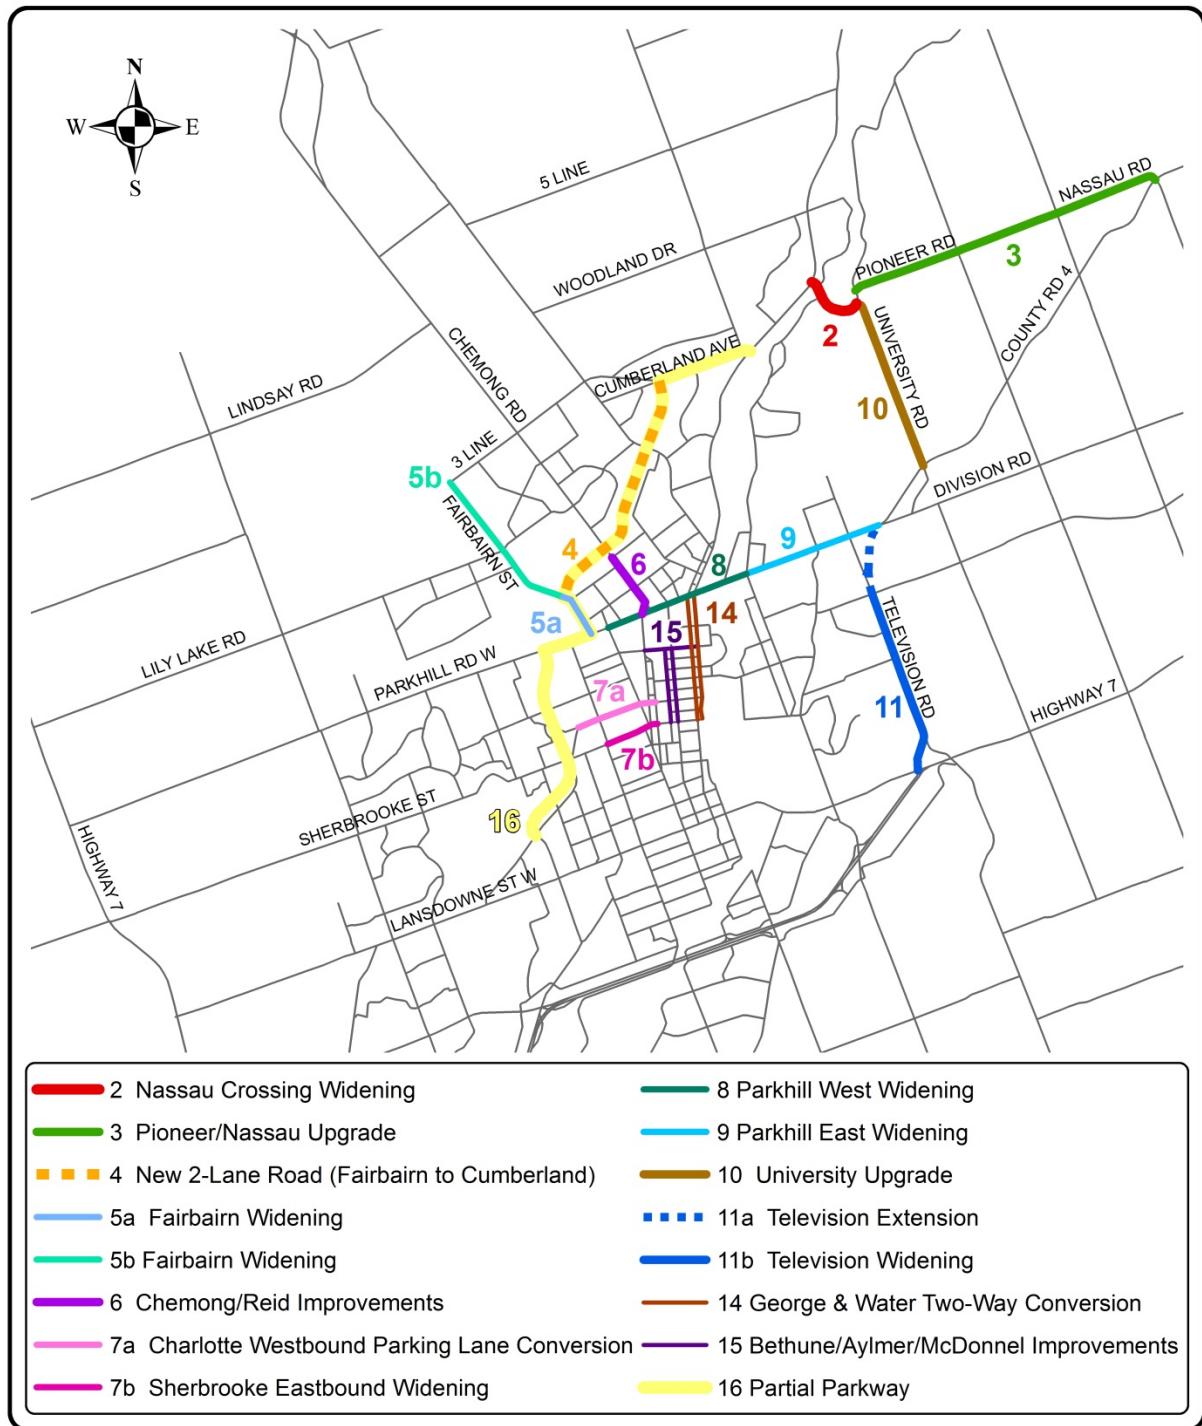 N
W E
S
5 LINE
NASSAU RD
WOODLAND DR
PIONEER RD
3
COUNTY RD 4
2
UNIVERSITY RD
CHEMONG RD
CUMBERLAND AVE
LINDSAY RD
10
3 LINE
5b
DIVISION RD
FAIRBAIRN ST
4
9
6
8
14
5a
15
TELEVISION RD
LILY LAKE RD
PARKHILL RD W
7a
11
HIGHWAY 7
7b
16
SHERBROOKE ST
HIGHWAY 7
LANSDOWNE ST W
2 Nassau Crossing Widening
3 Pioneer/Nassau Upgrade
4 New 2-Lane Road (Fairbairn to Cumberland)
5a Fairbairn Widening
5b Fairbairn Widening
6 Chemong/Reid Improvements
7a Charlotte Westbound Parking Lane Conversion
7b Sherbrooke Eastbound Widening
8 Parkhill West Widening
9 Parkhill East Widening
10 University Upgrade
11a Television Extension
11b Television Widening
14 George & Water Two-Way Conversion
15 Bethune/Aylmer/McDonnel Improvements
16 Partial Parkway